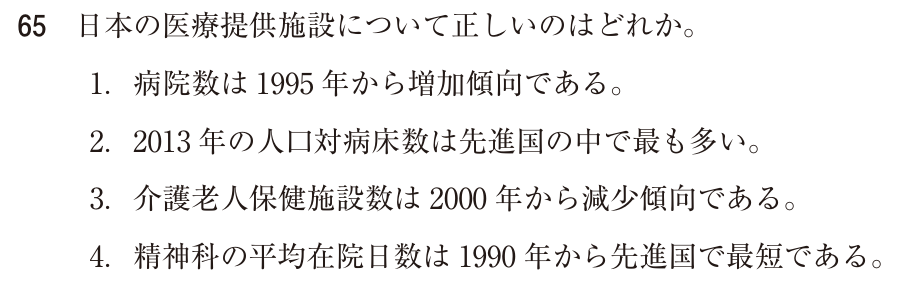 65 日本の医療提供施設について正しいのはどれか。
1. 病院数は 1995 年から増加傾向である。
2. 2013 年の人口対病床数は先進国の中で最も多い。
3. 介護老人保健施設数は 2000 年から減少傾向である。
4. 精神科の平均在院日数は 1990 年から先進国で最短である。